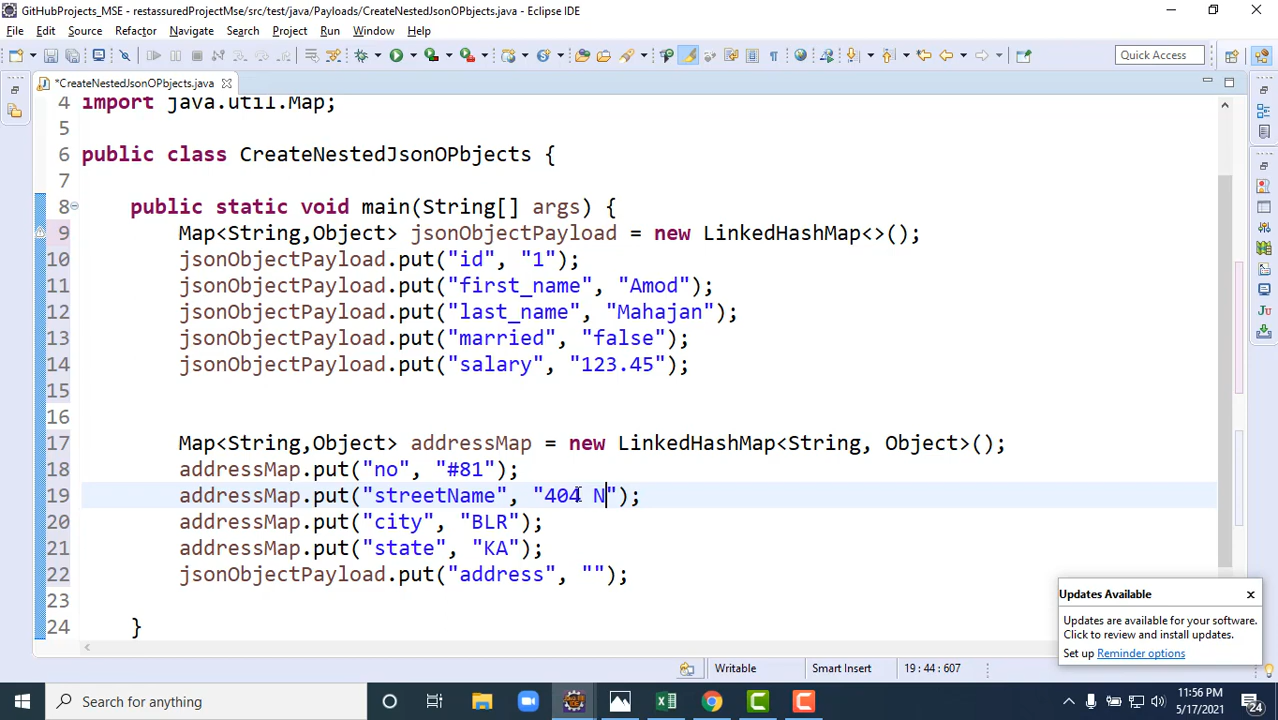 GitHubProjects_MSE - restassuredProjectMse/src/test/java/Payloads/CreateNestedJsonOPbjects.java - Eclipse IDE
File Edit Source Refactor Navigate Search Project Run Window Help
Quick Access
*CreateNestedJsonOPbjects.java
4 import java.util.Map;
5
6 public class CreateNestedJsonOPbjects {
7
8 public static void main(String[] args) {
9 Map<String,Object> jsonObjectPayload = new LinkedHashMap<>();
10 jsonObjectPayload.put("id", "1");
11 jsonObjectPayload.put("first_name", "Amod");
12 jsonObjectPayload.put("last_name", "Mahajan");
13 jsonObjectPayload.put("married", "false");
14 jsonObjectPayload.put("salary", "123.45");
15
16
17 Map<String,Object> addressMap = new LinkedHashMap<String, Object>();
18 addressMap.put("no", "#81");
19 addressMap.put("streetName", "404 N");
20 addressMap.put("city", "BLR");
21 addressMap.put("state", "KA");
22 jsonObjectPayload.put("address", "");
23
24 }
Updates Available
Updates are available for your software.
Click to review and install updates.
Set up Reminder options
Writable Smart Insert 19 : 44 : 607
Type here to search
Search for anything
11:56 PM
5/17/2021
24